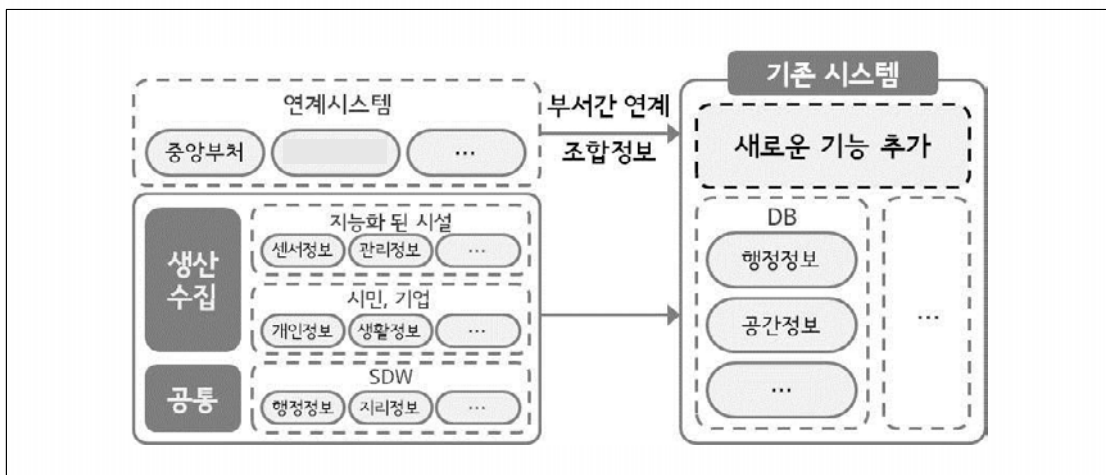 기존 시스템
연계시스템
중앙부처
…
부서간 연계
조합정보
새로운 기능 추가
생산
수집
지능화 된 시설
센서정보 관리정보 …
시민, 기업
개인정보 생활정보 …
공통
SDW
행정정보 지리정보 …
DB
행정정보
공간정보
…
…